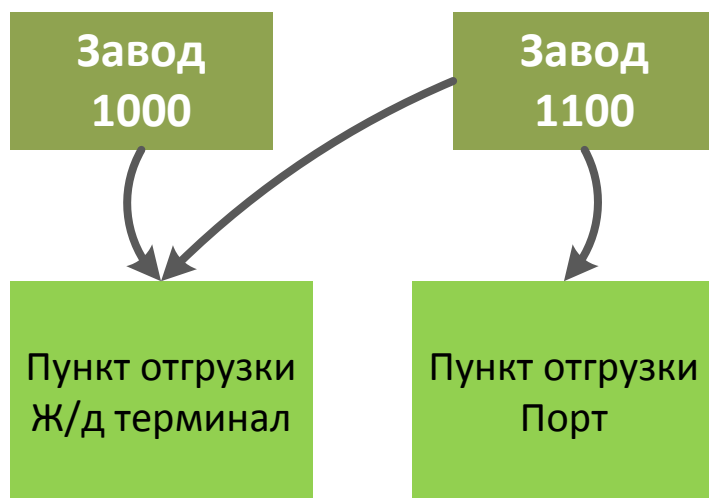 Завод
1000
Завод
1100
Пункт отгрузки
Ж/д терминал
Пункт отгрузки
Порт